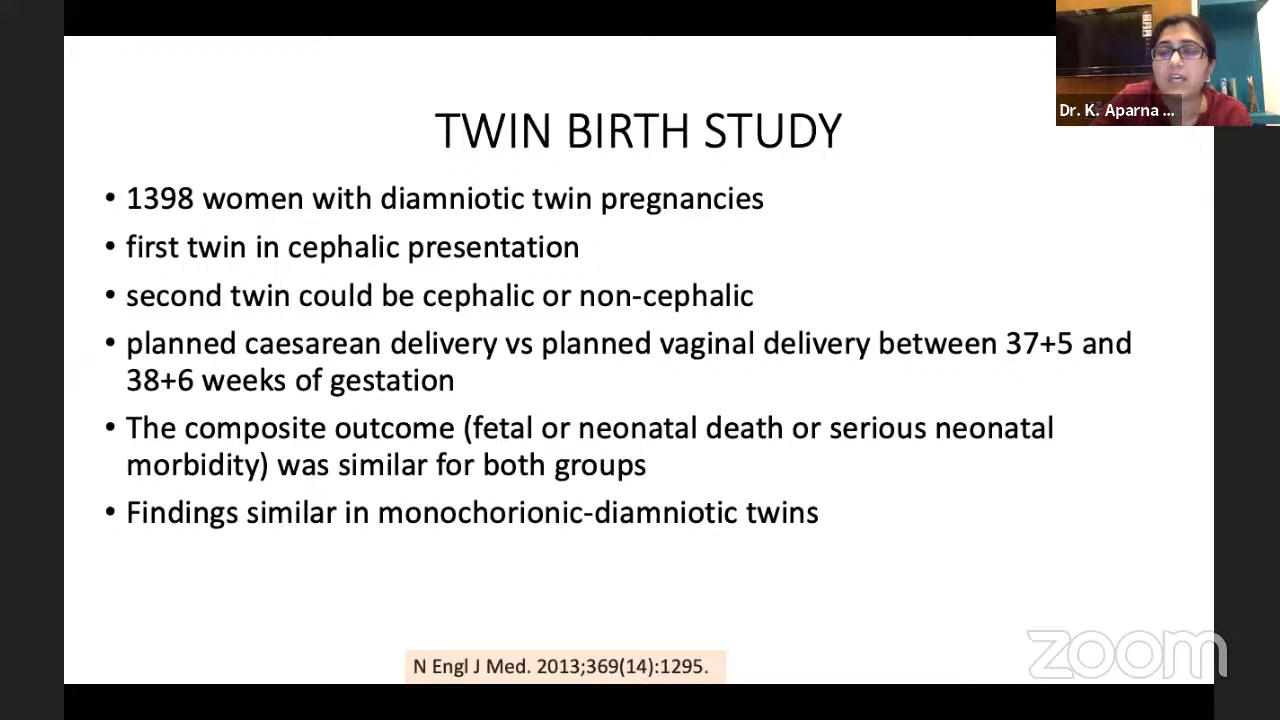 Dr. K. Aparna ...
TWIN BIRTH STUDY
• 1398 women with diamniotic twin pregnancies
• first twin in cephalic presentation
• second twin could be cephalic or non-cephalic
• planned caesarean delivery vs planned vaginal delivery between 37+5 and
38+6 weeks of gestation
• The composite outcome (fetal or neonatal death or serious neonatal
morbidity) was similar for both groups
• Findings similar in monochorionic-diamniotic twins
N Engl J Med. 2013;369(14):1295.
zoom